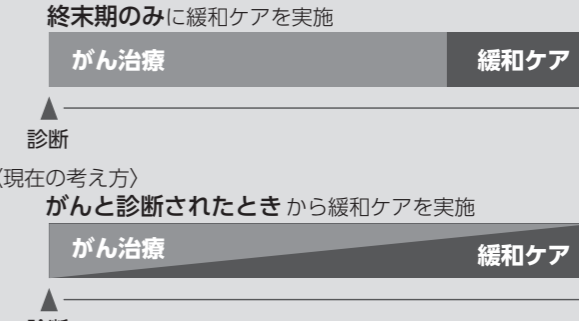 終末期のみに緩和ケアを実施
がん治療 緩和ケア
診断
〈現在の考え方〉
がんと診断されたときから緩和ケアを実施
がん治療 緩和ケア
診断